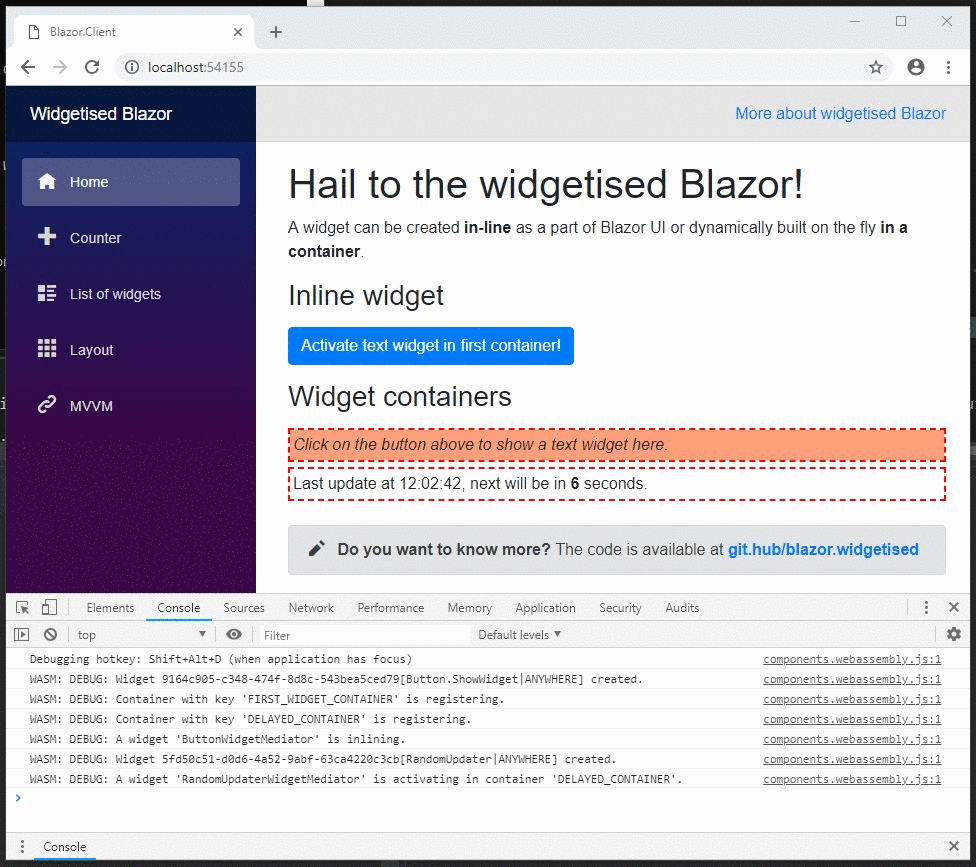 Blazor.Client
localhost:54155
Widgetised Blazor
More about widgetised Blazor
Home
Counter
List of widgets
Layout
MVVM
Hail to the widgetised Blazor!
A widget can be created in-line as a part of Blazor UI or dynamically built on the fly in a
container.
Inline widget
Activate text widget in first container!
Widget containers
Click on the button above to show a text widget here.
Last update at 12:02:42, next will be in 6 seconds.
Do you want to know more? The code is available at git.hub/blazor.widgetised
Elements Console Sources Network Performance Memory Application Security Audits
top Filter Default levels
Debugging hotkey: Shift+Alt+D (when application has focus) components.webassembly.js:1
WASM: DEBUG: Widget 9164c905-c348-474f-8d8c-543bea5ced79[Button.ShowWidget|ANYWHERE] created. components.webassembly.js:1
WASM: DEBUG: Container with key 'FIRST_WIDGET_CONTAINER' is registering. components.webassembly.js:1
WASM: DEBUG: Container with key 'DELAYED_CONTAINER' is registering. components.webassembly.js:1
WASM: DEBUG: A widget 'ButtonWidgetMediator' is inlining. components.webassembly.js:1
WASM: DEBUG: Widget 5fd50c51-d0d6-4a52-9abf-63ca4220c3cb[RandomUpdater|ANYWHERE] created. components.webassembly.js:1
WASM: DEBUG: A widget 'RandomUpdaterWidgetMediator' is activating in container 'DELAYED_CONTAINER'. components.webassembly.js:1
Console